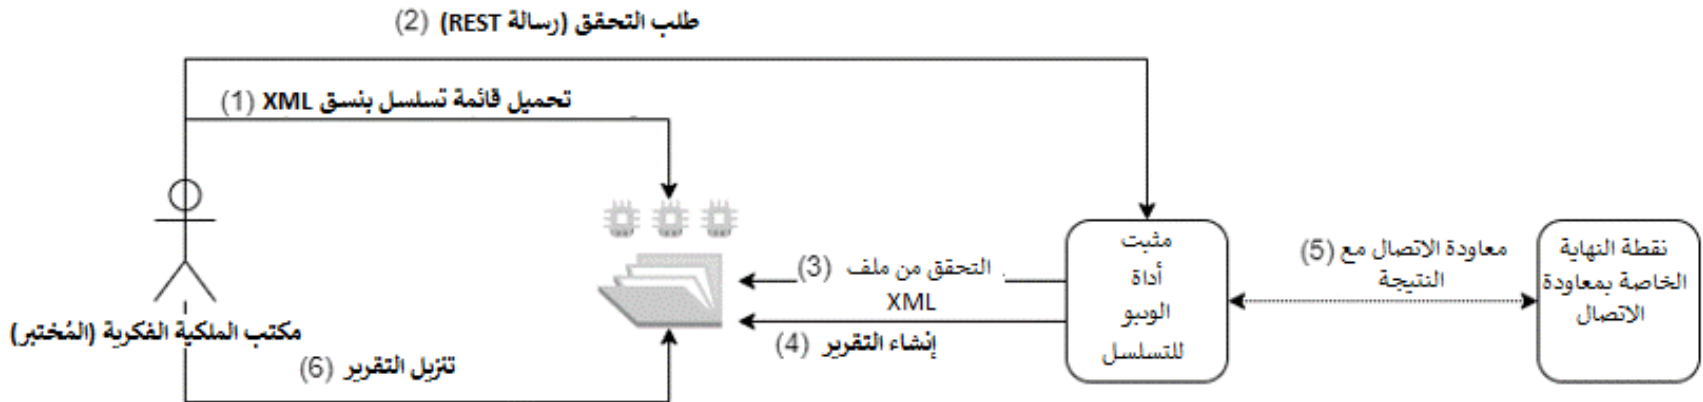 (2) طلب التحقق (رسالة REST)
(1) تحميل قائمة تسلسل بنسق XML
مكتب الملكية الفكرية (المُختبر)
(3) التحقق من ملف
XML
(4) إنشاء التقرير
مثبت
أداة
الويبو
للتسلسل
(5) معاودة الاتصال مع
النتيجة
نقطة النهاية
الخاصة بمعاودة
الاتصال
(6) تنزيل التقرير